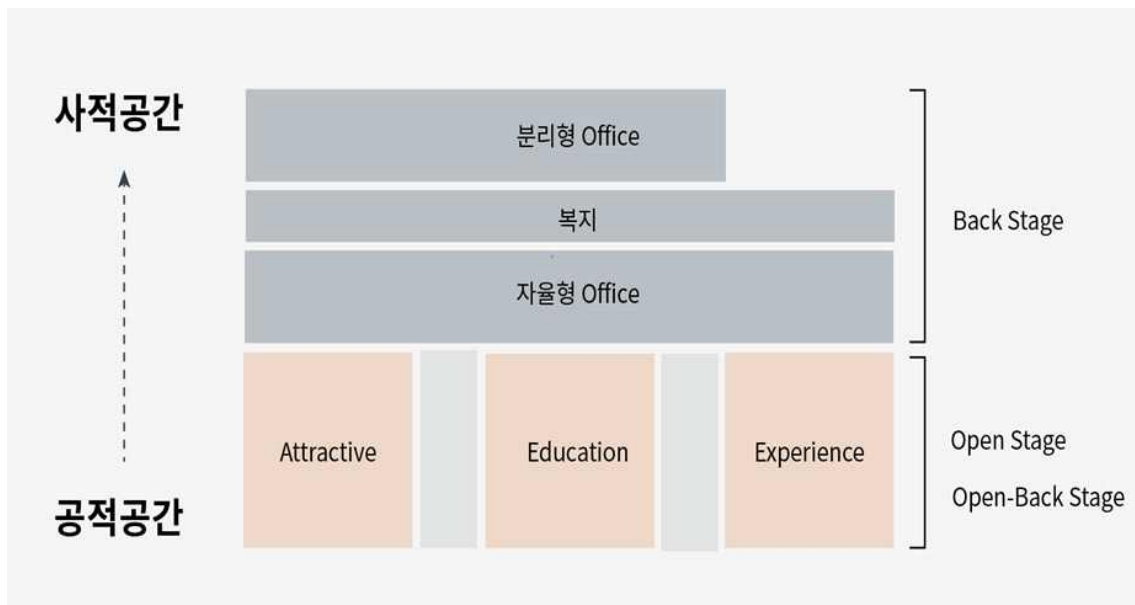 사적공간
분리형 Office
복지
Back Stage
자율형 Office
Attractive
Education
Experience
Open Stage
Open-Back Stage
공적공간